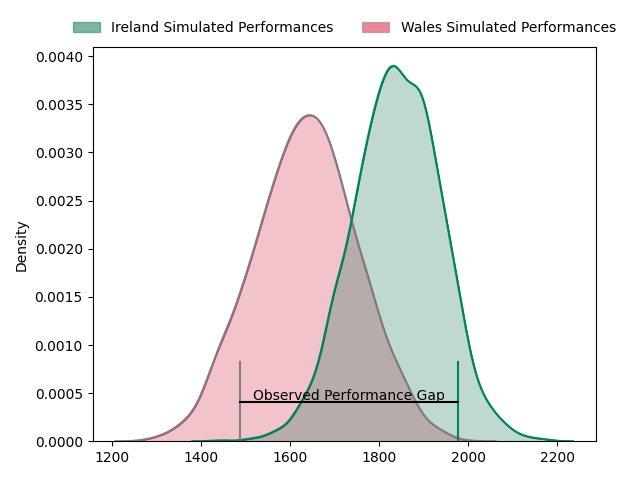 Ireland Simulated Performances Wales Simulated Performances
0.0040
0.0035
0.0030
0.0025
0.0020
0.0015
0.0010
0.0005
0.0000
Density
Observed Performance Gap
1200 1400 1600 1800 2000 2200